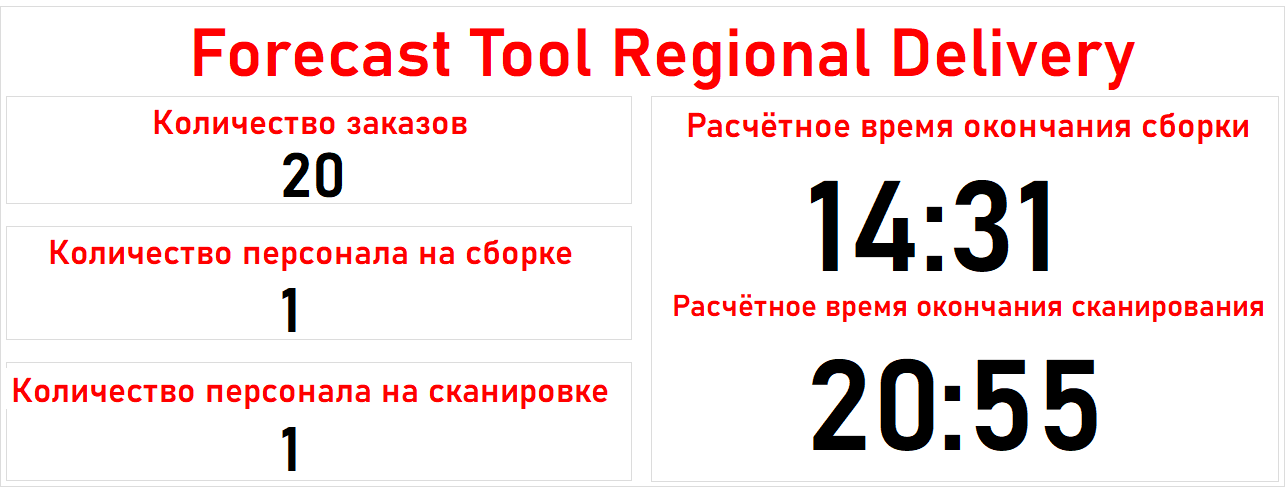 Forecast Tool Regional Delivery
Количество заказов
20
Количество персонала на сборке
1
Количество персонала на сканировке
1
Расчётное время окончания сборки
14:31
Расчётное время окончания сканирования
20:55